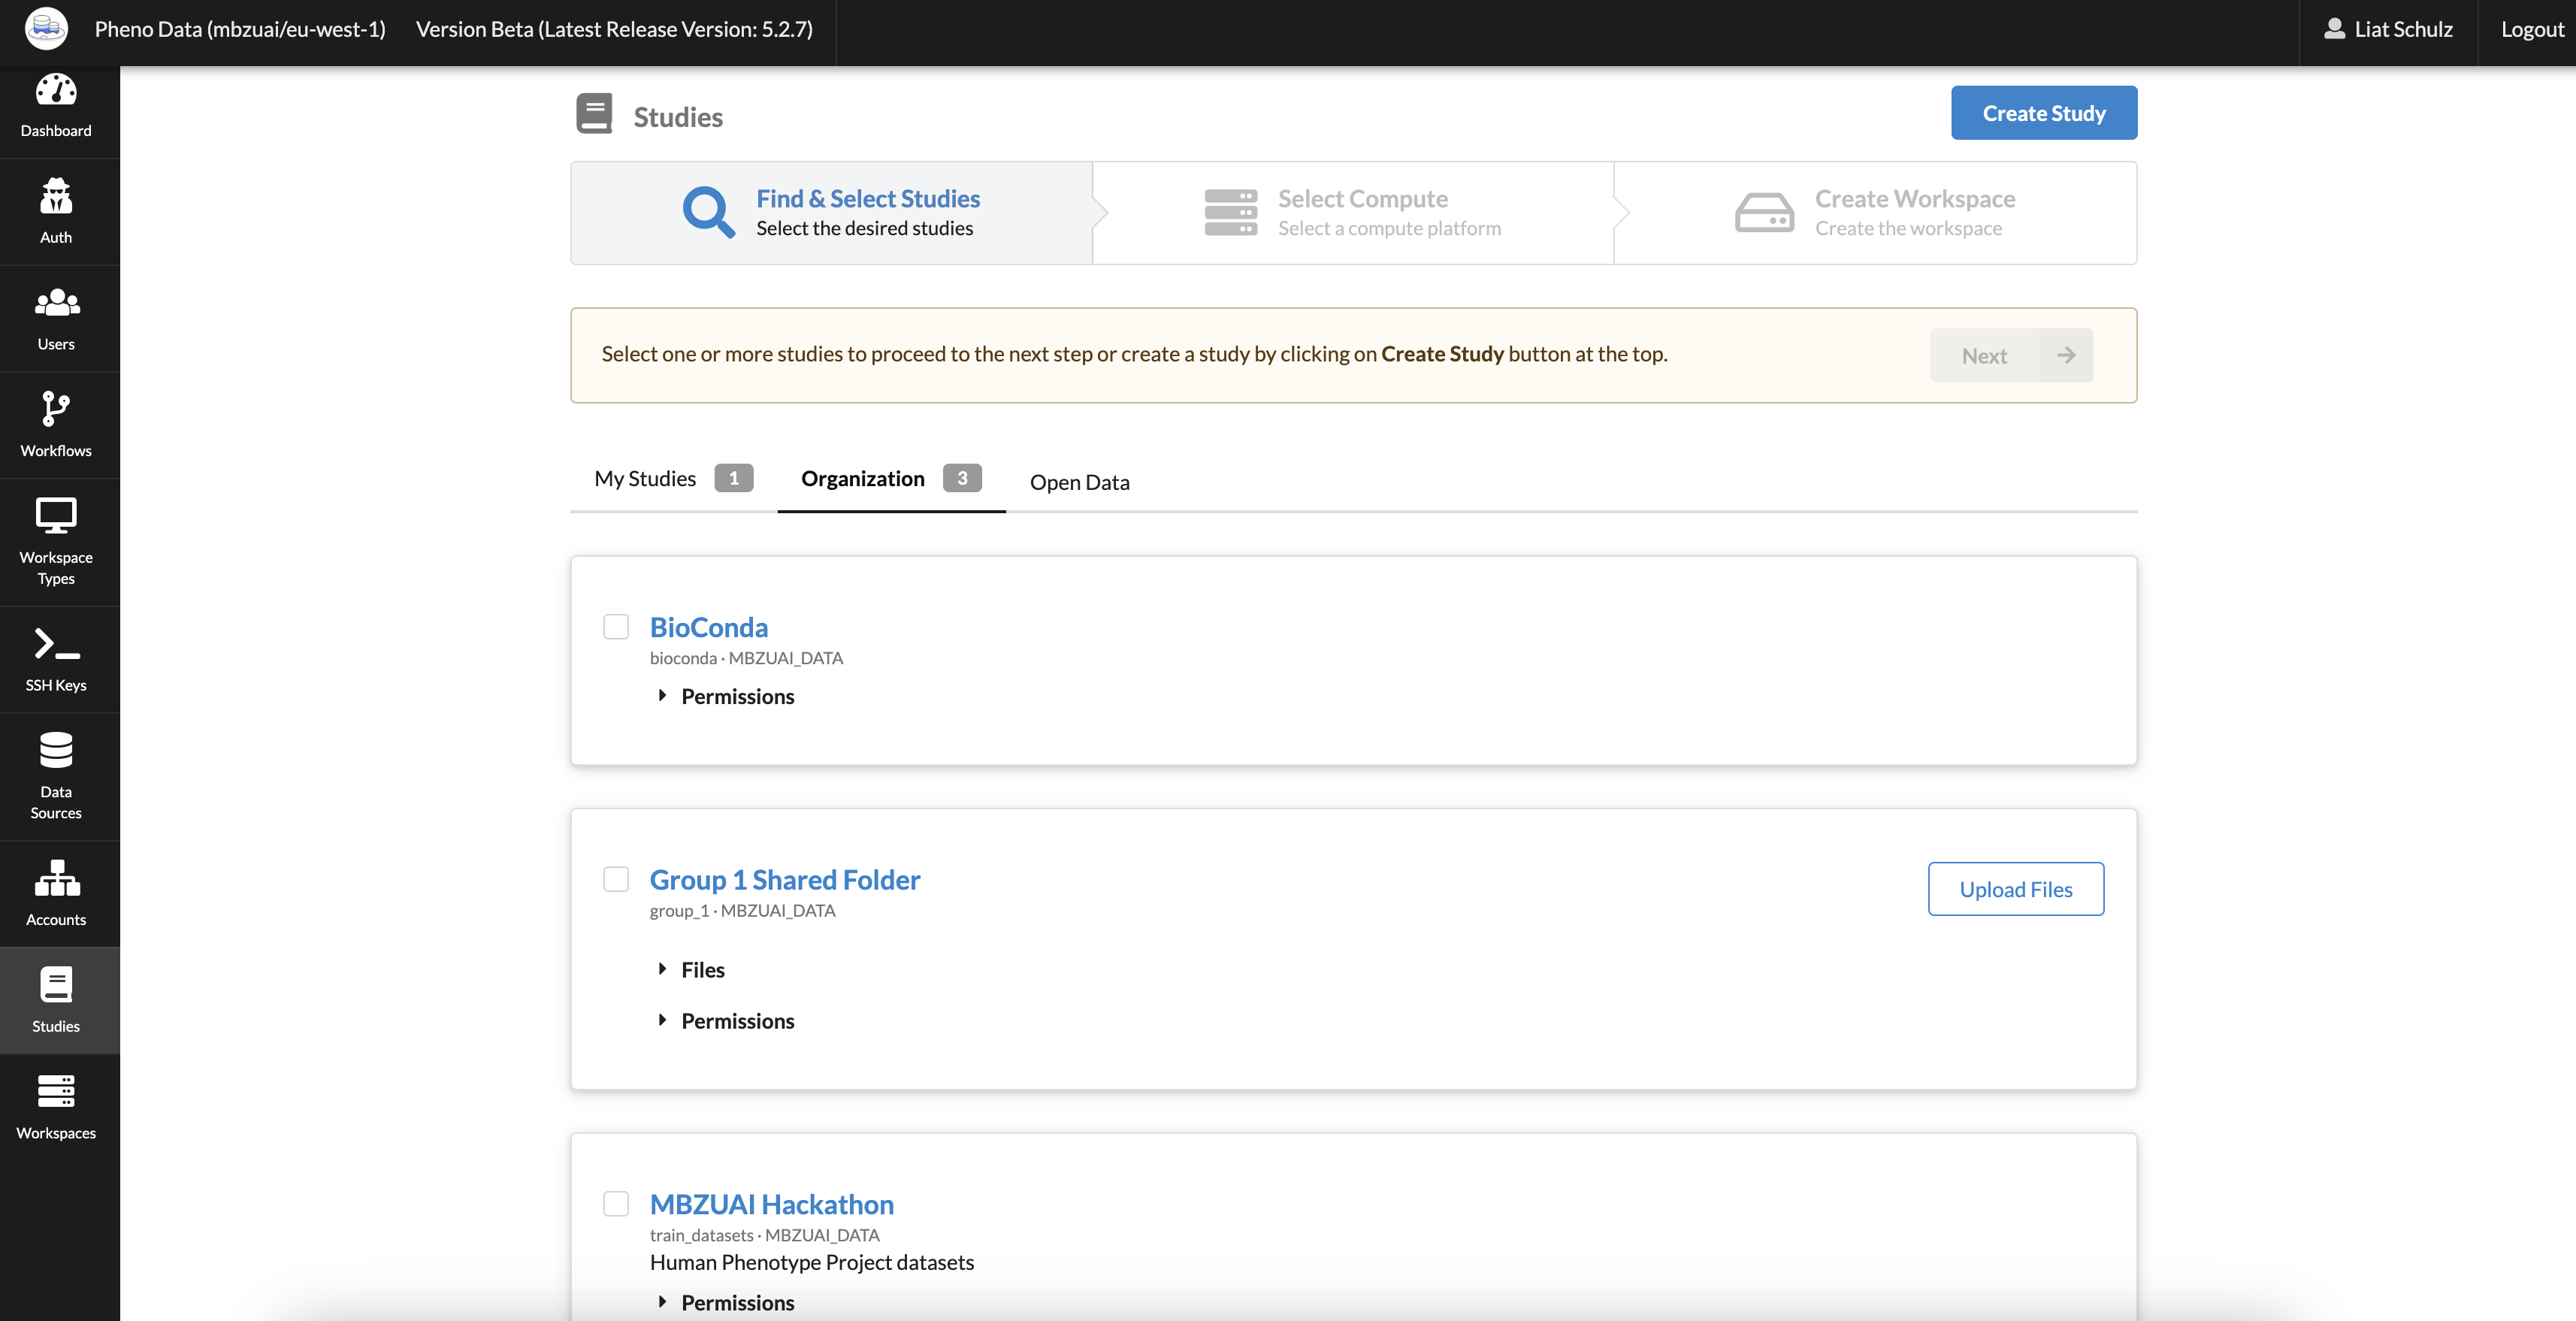 Pheno Data (mbzuai/eu-west-1) Version Beta (Latest Release Version: 5.2.7) Liat Schulz Logout
Dashboard
Auth
Users
Workflows
Workspace
Types
SSH Keys
Data
Sources
Accounts
Studies
Workspaces
Studies
Create Study
Find & Select Studies
Select the desired studies
Select Compute
Select a compute platform
Create Workspace
Create the workspace
Select one or more studies to proceed to the next step or create a study by clicking on Create Study button at the top.
Next
My Studies 1 Organization 3 Open Data
BioConda
bioconda · MBZUAI_DATA
Permissions
Group 1 Shared Folder
group_1 · MBZUAI_DATA
Upload Files
Files
Permissions
MBZUAI Hackathon
train_datasets · MBZUAI_DATA
Human Phenotype Project datasets
Permissions